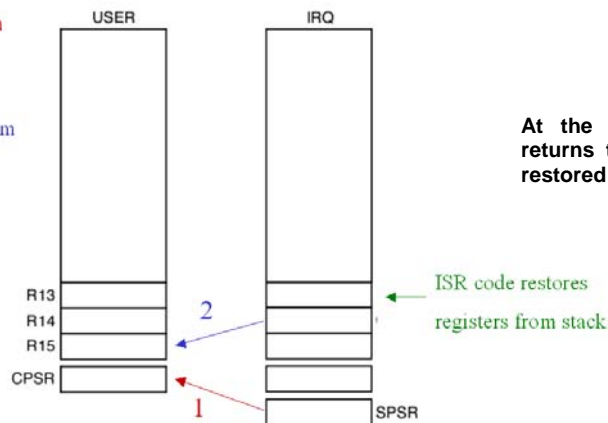 USER
IRQ
m
At the
returns
restored
R13
R14
R15
CPSR
2
1
SPSR
ISR code restores
registers from stack